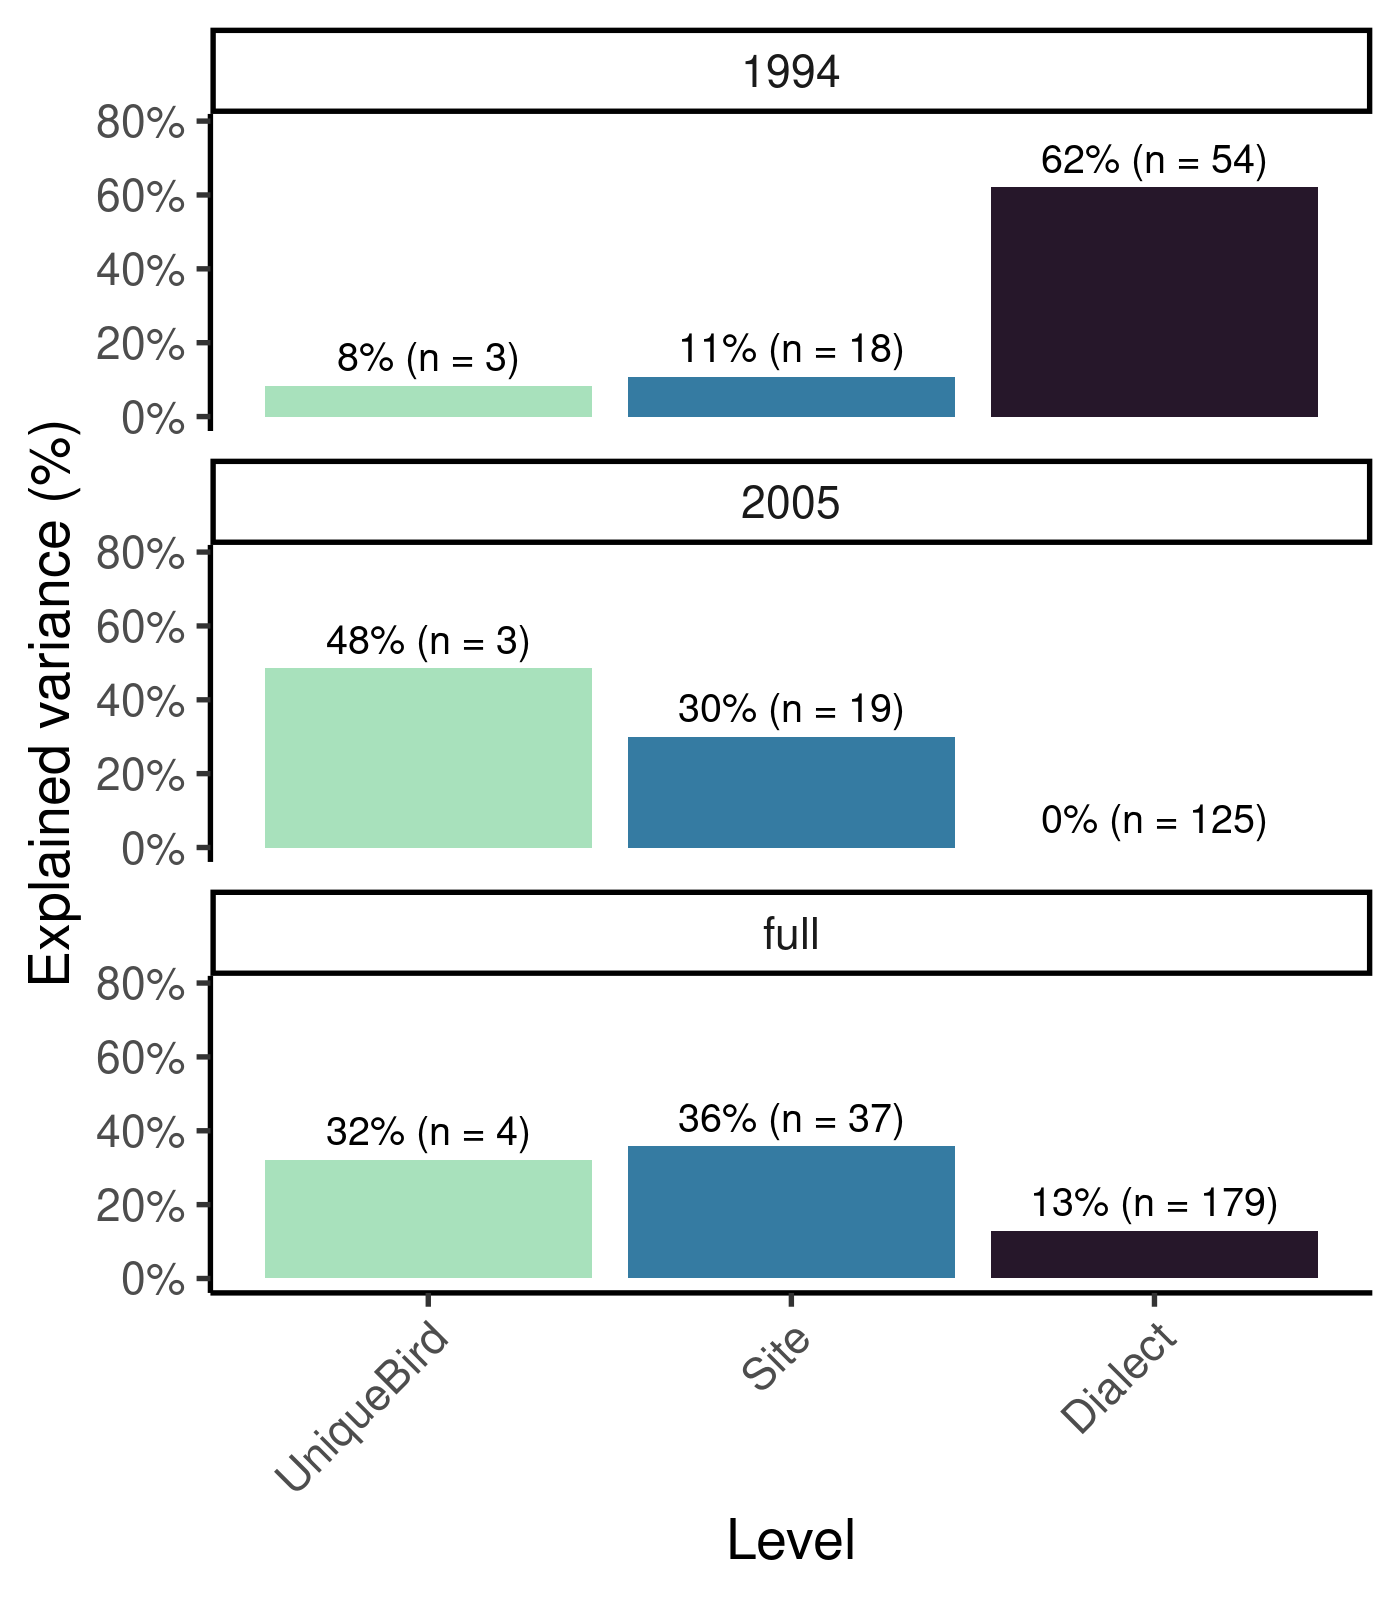 1994
80%
60%
40%
20%
0%
62% (n = 54)
8% (n = 3)
11% (n = 18)
2005
80%
60%
40%
20%
0%
48% (n = 3)
30% (n = 19)
0% (n = 125)
full
80%
60%
40%
20%
0%
32% (n = 4)
36% (n = 37)
13% (n = 179)
Explained variance (%)
UniqueBird
Site
Dialect
Level